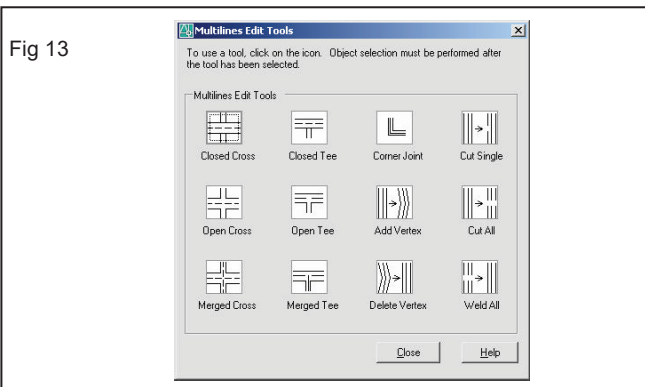 Fig 13
Multilines Edit Tools
To use a tool, click on the icon. Object selection must be performed after
the tool has been selected.
Multilines Edit Tools
Closed Cross Closed Tee Corner Joint Cut Single
Open Cross Open Tee Add Vertex Cut All
Merged Cross Merged Tee Delete Vertex Weld All
Close Help